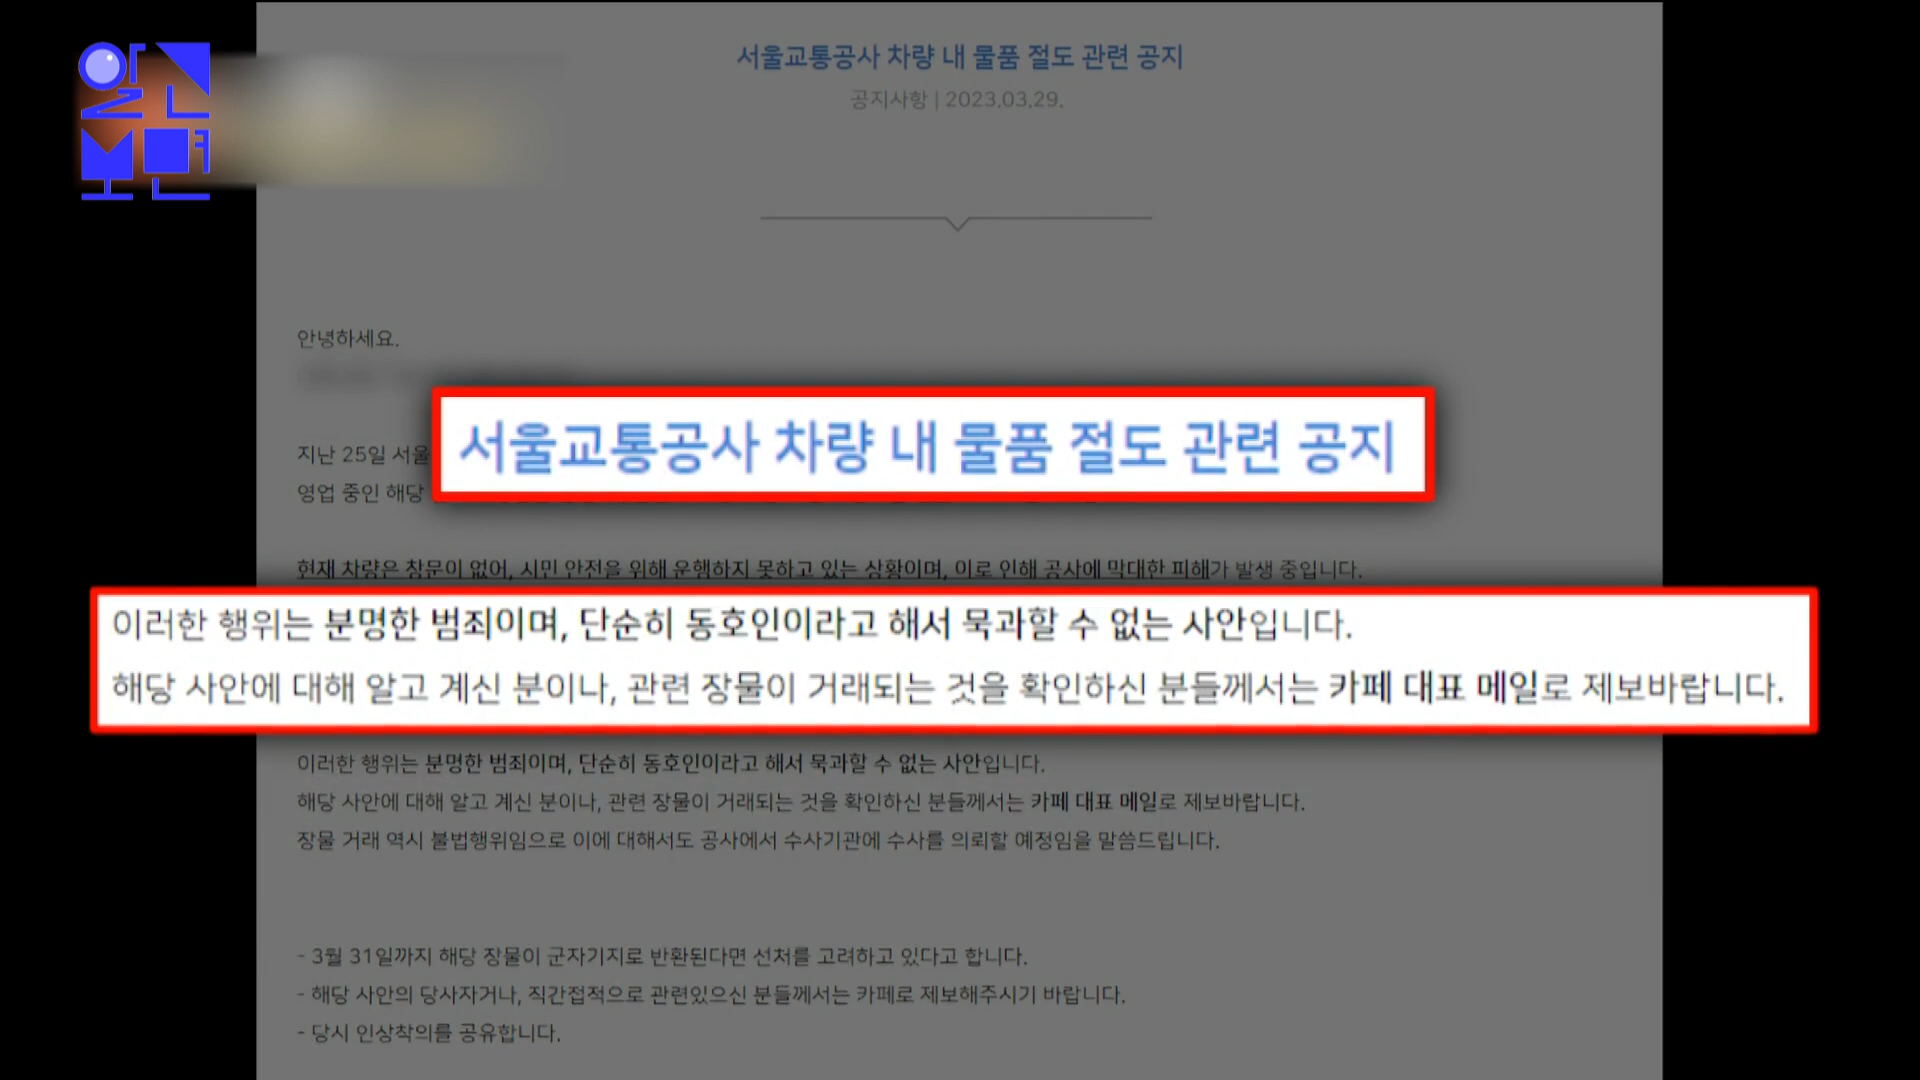 알고보면
서울교통공사 차량 내 물품 절도 관련 공지
공지사항 | 2023.03.29.
안녕하세요.
지난 25일 서울
서울교통공사 차량 내 물품 절도 관련 공지
영업 중인 해당
현재 차량은 창문이 없어, 시민 안전을 위해 운행하지 못하고 있는 상황이며, 이로 인해 공사에 막대한 피해가 발생 중입니다.
이러한 행위는 분명한 범죄이며, 단순히 동호인이라고 해서 묵과할 수 없는 사안입니다.
해당 사안에 대해 알고 계신 분이나, 관련 장물이 거래되는 것을 확인하신 분들께서는 카페 대표 메일로 제보바랍니다.
이러한 행위는 분명한 범죄이며, 단순히 동호인이라고 해서 묵과할 수 없는 사안입니다.
해당 사안에 대해 알고 계신 분이나, 관련 장물이 거래되는 것을 확인하신 분들께서는 카페 대표 메일로 제보바랍니다.
장물 거래 역시 불법행위임으로 이에 대해서도 공사에서 수사기관에 수사를 의뢰할 예정임을 말씀드립니다.
- 3월 31일까지 해당 장물이 군자기지로 반환된다면 선처를 고려하고 있다고 합니다.
- 해당 사안의 당사자거나, 직간접적으로 관련있으신 분들께서는 카페로 제보해주시기 바랍니다.
- 당시 인상착의를 공유합니다.